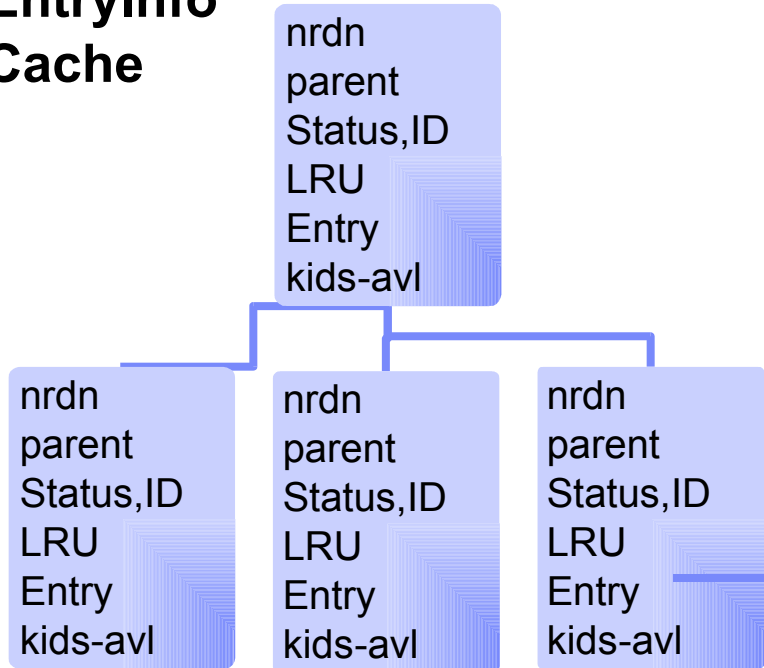 EntryInfo
Cache
nrdn
parent
Status,ID
LRU
Entry
kids-avl
nrdn
parent
Status,ID
LRU
Entry
kids-avl
nrdn
parent
Status,ID
LRU
Entry
kids-avl
nrdn
parent
Status,ID
LRU
Entry
kids-avl